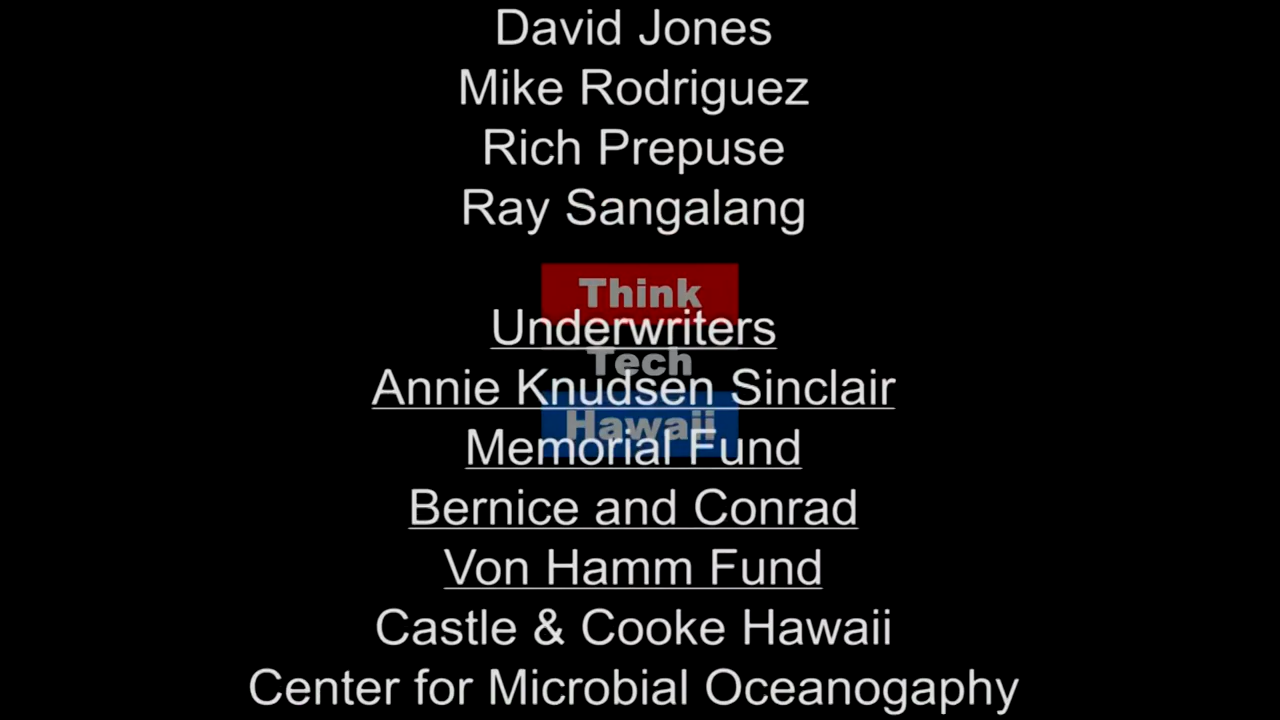 David Jones
Mike Rodriguez
Rich Prepuse
Ray Sangalang
Think
Underwriters
Tech
Annie Knudsen Sinclair
Hawaii
Memorial Fund
Bernice and Conrad
Von Hamm Fund
Castle & Cooke Hawaii
Center for Microbial Oceanogaphy